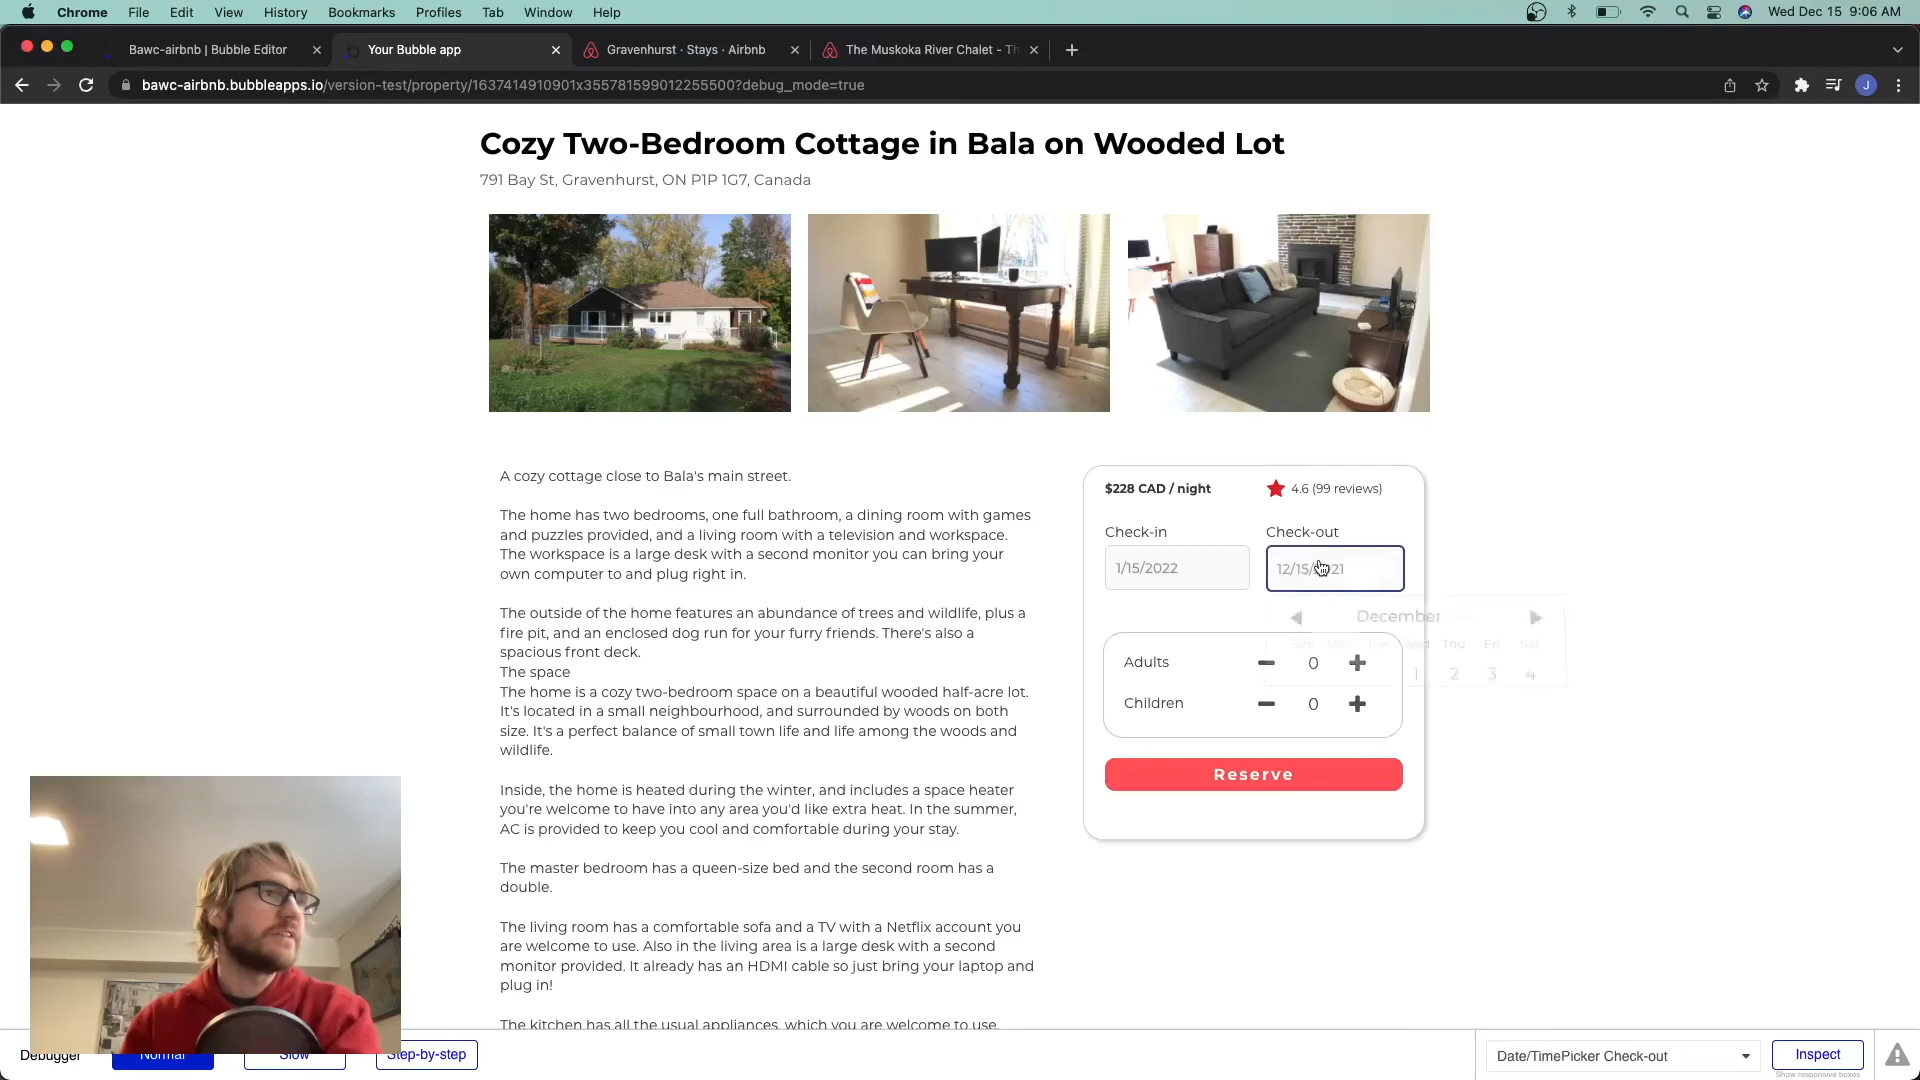 Chrome File Edit View History Bookmarks Profiles Tab Window Help Wed Dec 15 9:06 AM
Bawc-airbnb | Bubble Editor Your Bubble app Gravenhurst · Stays · Airbnb The Muskoka River Chalet - Th
bawc-airbnb.bubbleapps.io/version-test/property/1637414910901x355781599012255500?debug_mode=true J
Cozy Two-Bedroom Cottage in Bala on Wooded Lot
791 Bay St, Gravenhurst, ON P1P 1G7, Canada
A cozy cottage close to Bala's main street.
The home has two bedrooms, one full bathroom, a dining room with games
and puzzles provided, and a living room with a television and workspace.
The workspace is a large desk with a second monitor you can bring your
own computer to and plug right in.
The outside of the home features an abundance of trees and wildlife, plus a
fire pit, and an enclosed dog run for your furry friends. There's also a
spacious front deck.
The space
The home is a cozy two-bedroom space on a beautiful wooded half-acre lot.
It's located in a small neighbourhood, and surrounded by woods on both
size. It's a perfect balance of small town life and life among the woods and
wildlife.
Inside, the home is heated during the winter, and includes a space heater
you're welcome to have into any area you'd like extra heat. In the summer,
AC is provided to keep you cool and comfortable during your stay.
The master bedroom has a queen-size bed and the second room has a
double.
The living room has a comfortable sofa and a TV with a Netflix account you
are welcome to use. Also in the living area is a large desk with a second
monitor provided. It already has an HDMI cable so just bring your laptop and
plug in!
The kitchen has all the usual appliances, which you are welcome to use.
$228 CAD / night 4.6 (99 reviews)
Check-in Check-out
1/15/2022 12/15/2021
December
Thu Fri Sat
1 2 3 4
Adults 0
Children 0
Reserve
Debugger Normal Slow Step-by-step Date/TimePicker Check-out Inspect
Show responsive boxes